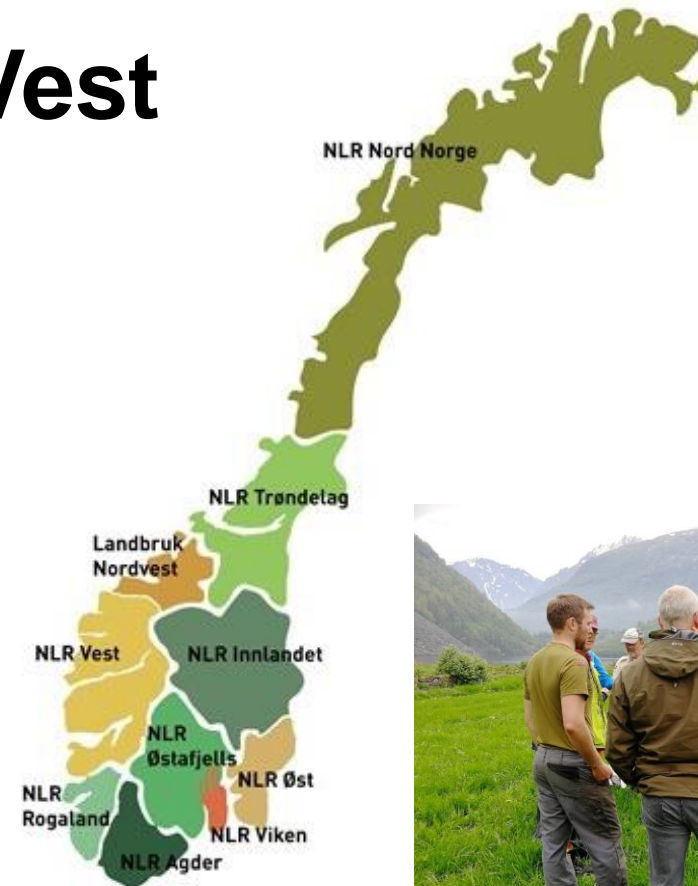 Vest
NLR Nord Norge
NLR Trøndelag
Landbruk
Nordvest
NLR Vest
NLR Innlandet
NLR
Østafjells
NLR Øst
NLR
Rogaland
NLR Viken
NLR Agder